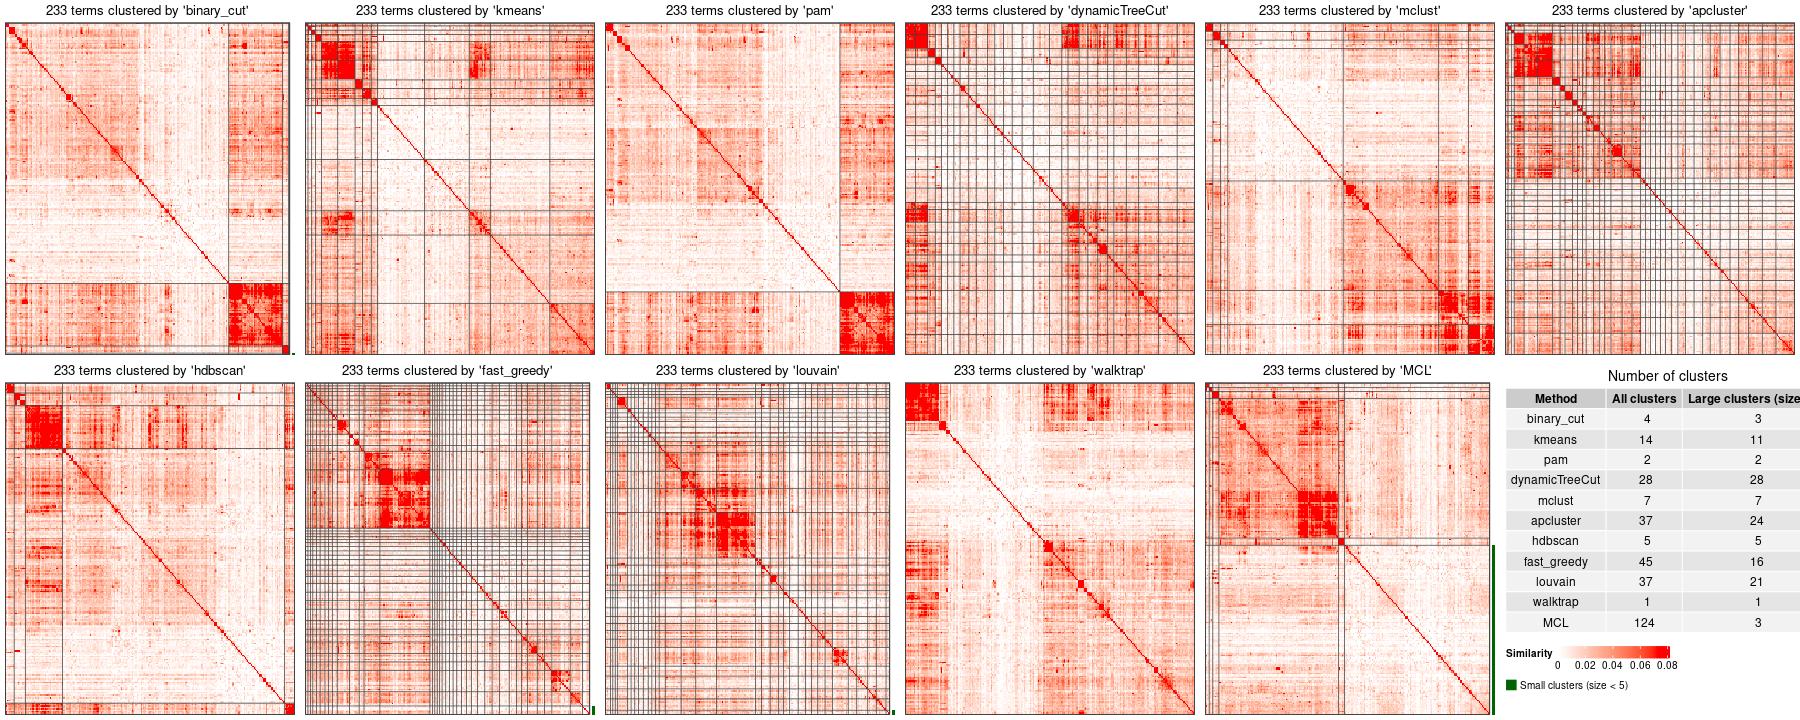 233 terms clustered by 'binary_cut'
233 terms clustered by 'kmeans'
233 terms clustered by 'pam'
233 terms clustered by 'dynamicTreeCut'
233 terms clustered by 'mclust'
233 terms clustered by 'apcluster'
233 terms clustered by 'hdbscan'
233 terms clustered by 'fast_greedy'
233 terms clustered by 'louvain'
233 terms clustered by 'walktrap'
233 terms clustered by 'MCL'
Number of clusters
Method All clusters Large clusters (size
binary_cut 4 3
kmeans 14 11
pam 2 2
dynamicTreeCut 28 28
mclust 7 7
apcluster 37 24
hdbscan 5 5
fast_greedy 45 16
louvain 37 21
walktrap 1 1
MCL 124 3
Similarity
0 0.02 0.04 0.06 0.08
Small clusters (size < 5)